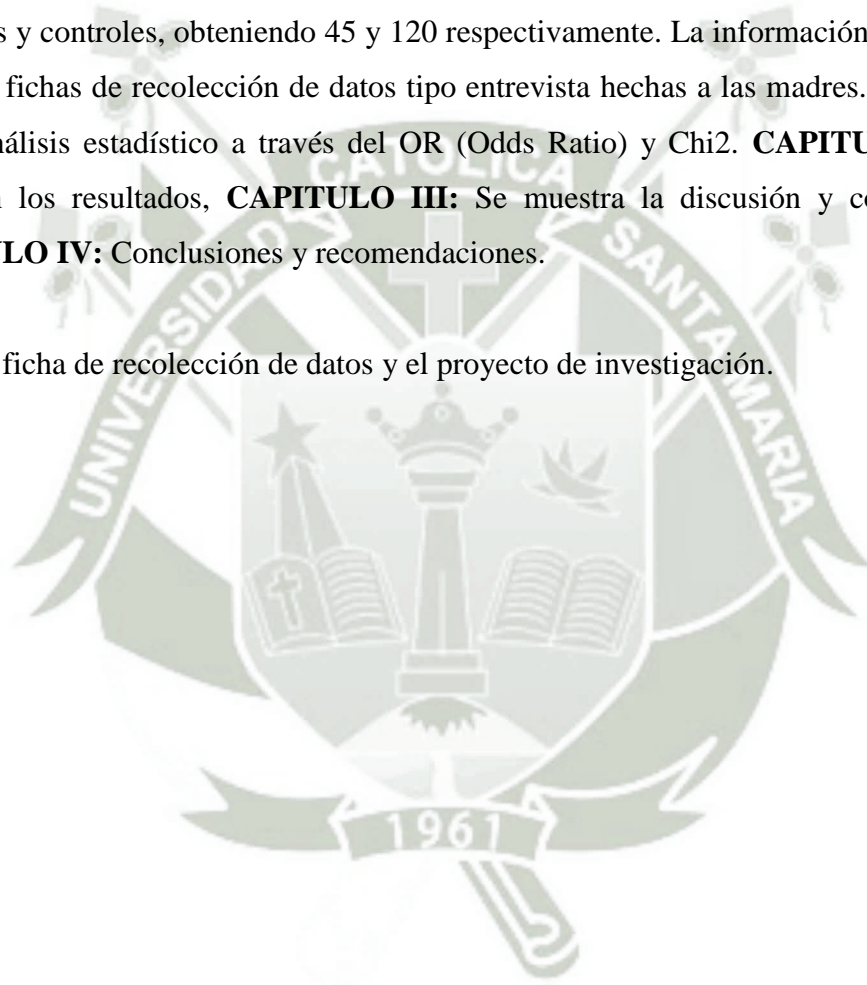 s y controles, obteniendo 45 y 120 respectivamente. La información
fichas de recolección de datos tipo entrevista hechas a las madres.
nálisis estadístico a través del OR (Odds Ratio) y Chi2. CAPITU
los resultados, CAPITULO III: Se muestra la discusión y co
LO IV: Conclusiones y recomendaciones.
ficha de recolección de datos y el proyecto de investigación.
UNIVERSIDAD CATOLICA SANTA MARIA
1961